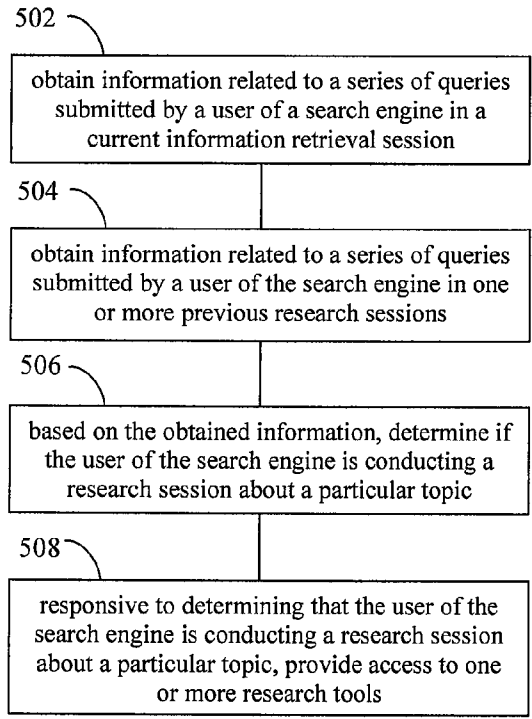 502
obtain information related to a series of queries
submitted by a user of a search engine in a
current information retrieval session
504
obtain information related to a series of queries
submitted by a user of the search engine in one
or more previous research sessions
506
based on the obtained information, determine if
the user of the search engine is conducting a
research session about a particular topic
508
responsive to determining that the user of the
search engine is conducting a research session
about a particular topic, provide access to one
or more research tools